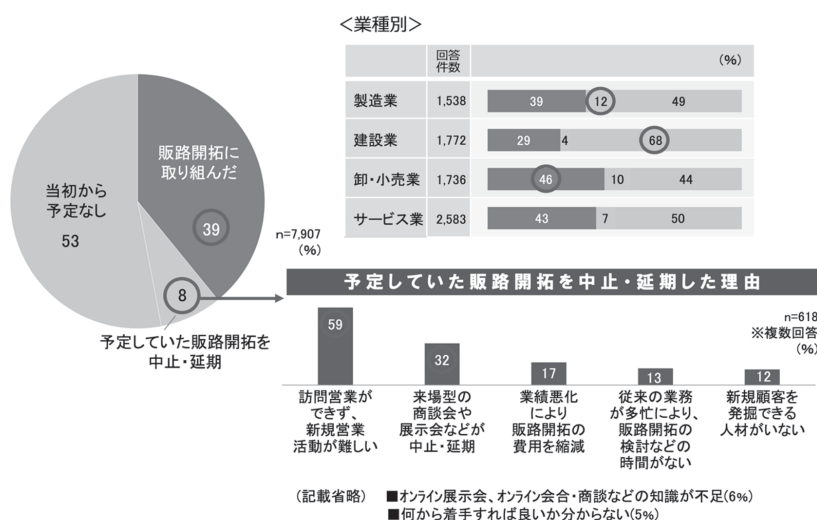 ＜業種別＞
回答
件数
(%)
製造業 1,538 39 12 49
建設業 1,772 29 4 68
卸・小売業 1,736 46 10 44
サービス業 2,583 43 7 50
販路開拓に
取り組んだ
39
当初から
予定なし
53
8
予定していた販路開拓を
中止・延期
n=7,907
(%)
予定していた販路開拓を中止・延期した理由
n=618
※複数回答
(%)
59
訪問営業が
できず、
新規営業
活動が難しい
32
来場型の
商談会や
展示会などが
中止・延期
17
業績悪化
により
販路開拓の
費用を縮減
13
従来の業務
が多忙により、
販路開拓の
検討などの
時間がない
12
新規顧客を
発掘できる
人材がいない
(記載省略) ■オンライン展示会、オンライン会合・商談などの知識が不足(6%)
■何から着手すれば良いか分からない(5%)